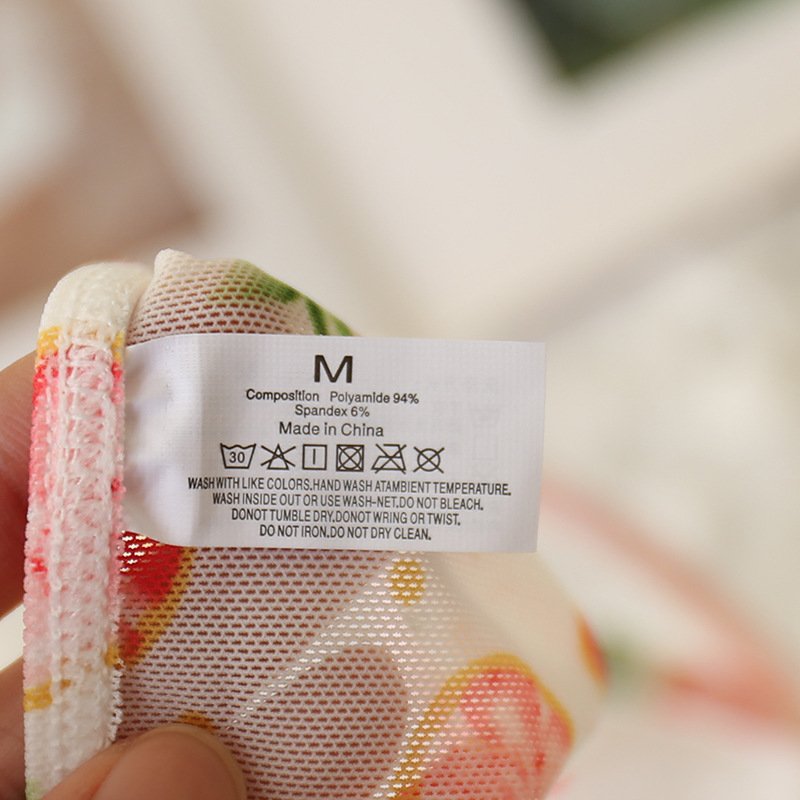 M
Composition Polyamide 94%
Spandex 6%
Made in China
30
WASH WITH LIKE COLORS.HAND WASH ATAMBIENT TEMPERATURE.
WASH INSIDE OUT OR USE WASH-NET.DO NOT BLEACH.
DONOT TUMBLE DRY.DONOT WRING OR TWIST.
DO NOT IRON.DO NOT DRY CLEAN.